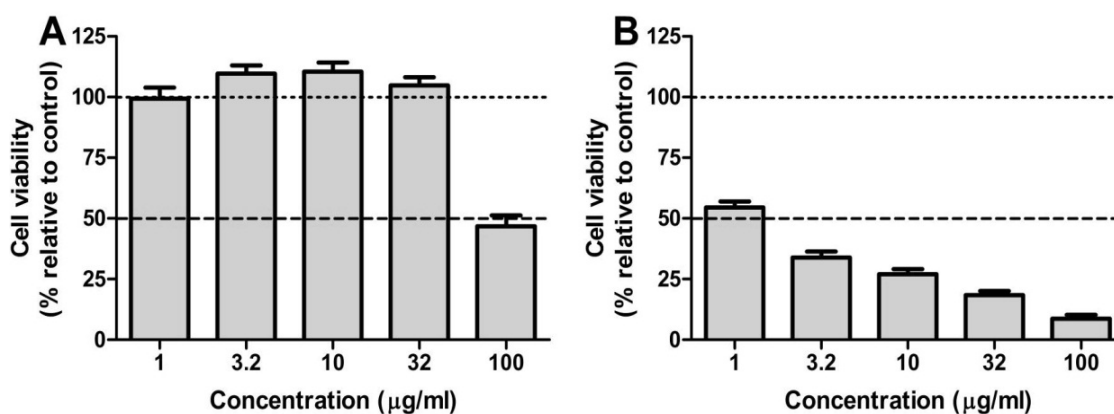 A
125
100
75
50
25
0
Cell viability
(% relative to control)
1 3.2 10 32 100
Concentration (μg/ml)
B
125
100
75
50
25
0
Cell viability
(% relative to control)
1 3.2 10 32 100
Concentration (μg/ml)